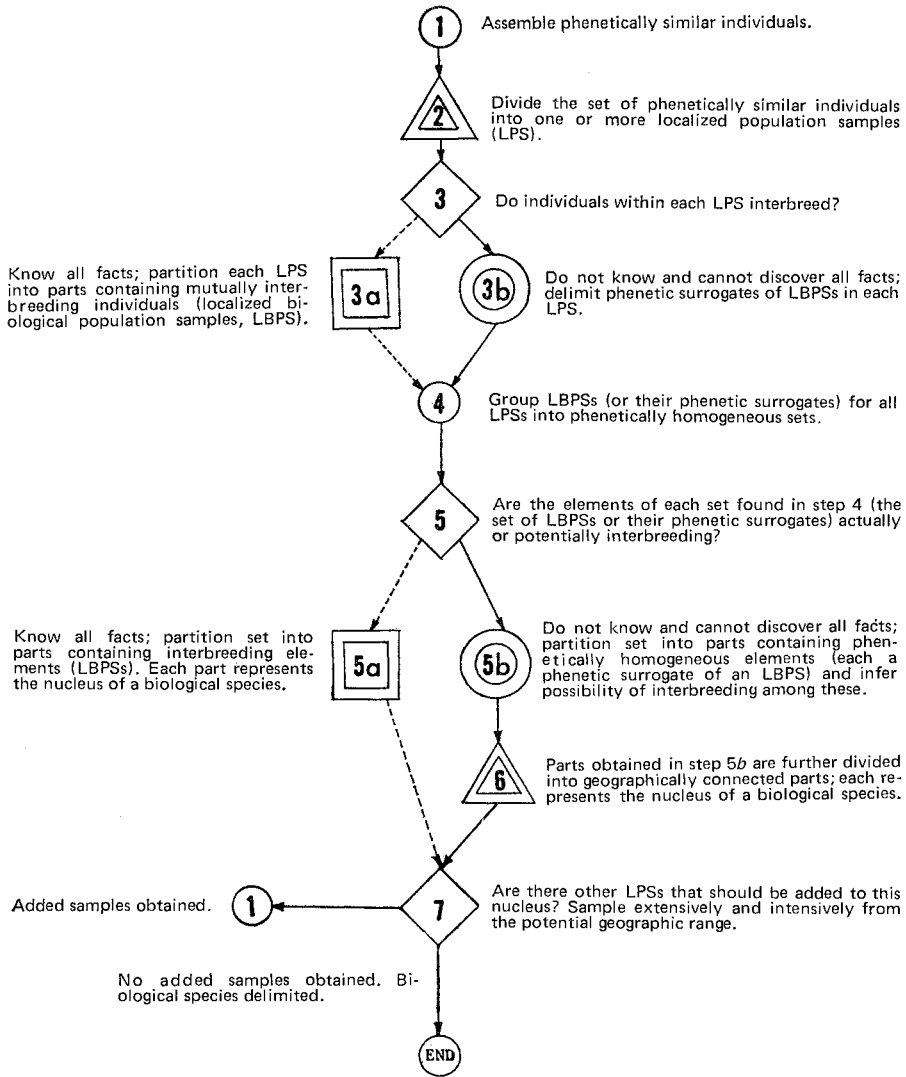 1
Assemble phenetically similar individuals.
2
Divide the set of phenetically similar individuals
into one or more localized population samples
(LPS).
3
Do individuals within each LPS interbreed?
Know all facts; partition each LPS
into parts containing mutually inter-
breeding individuals (localized bi-
ological population samples, LBPS).
3a
3b
Do not know and cannot discover all facts;
delimit phenetic surrogates of LBPSs in each
LPS.
4
Group LBPSs (or their phenetic surrogates) for all
LPSs into phenetically homogeneous sets.
5
Are the elements of each set found in step 4 (the
set of LBPSs or their phenetic surrogates) actually
or potentially interbreeding?
Know all facts; partition set into
parts containing interbreeding ele-
ments (LBPSs). Each part represents
the nucleus of a biological species.
5a
5b
Do not know and cannot discover all facts;
partition set into parts containing phen-
etically homogeneous elements (each a
phenetic surrogate of an LBPS) and infer
possibility of interbreeding among these.
6
Parts obtained in step 5b are further divided
into geographically connected parts; each re-
presents the nucleus of a biological species.
Added samples obtained.
1
7
Are there other LPSs that should be added to this
nucleus? Sample extensively and intensively from
the potential geographic range.
No added samples obtained. Bi-
ological species delimited.
END